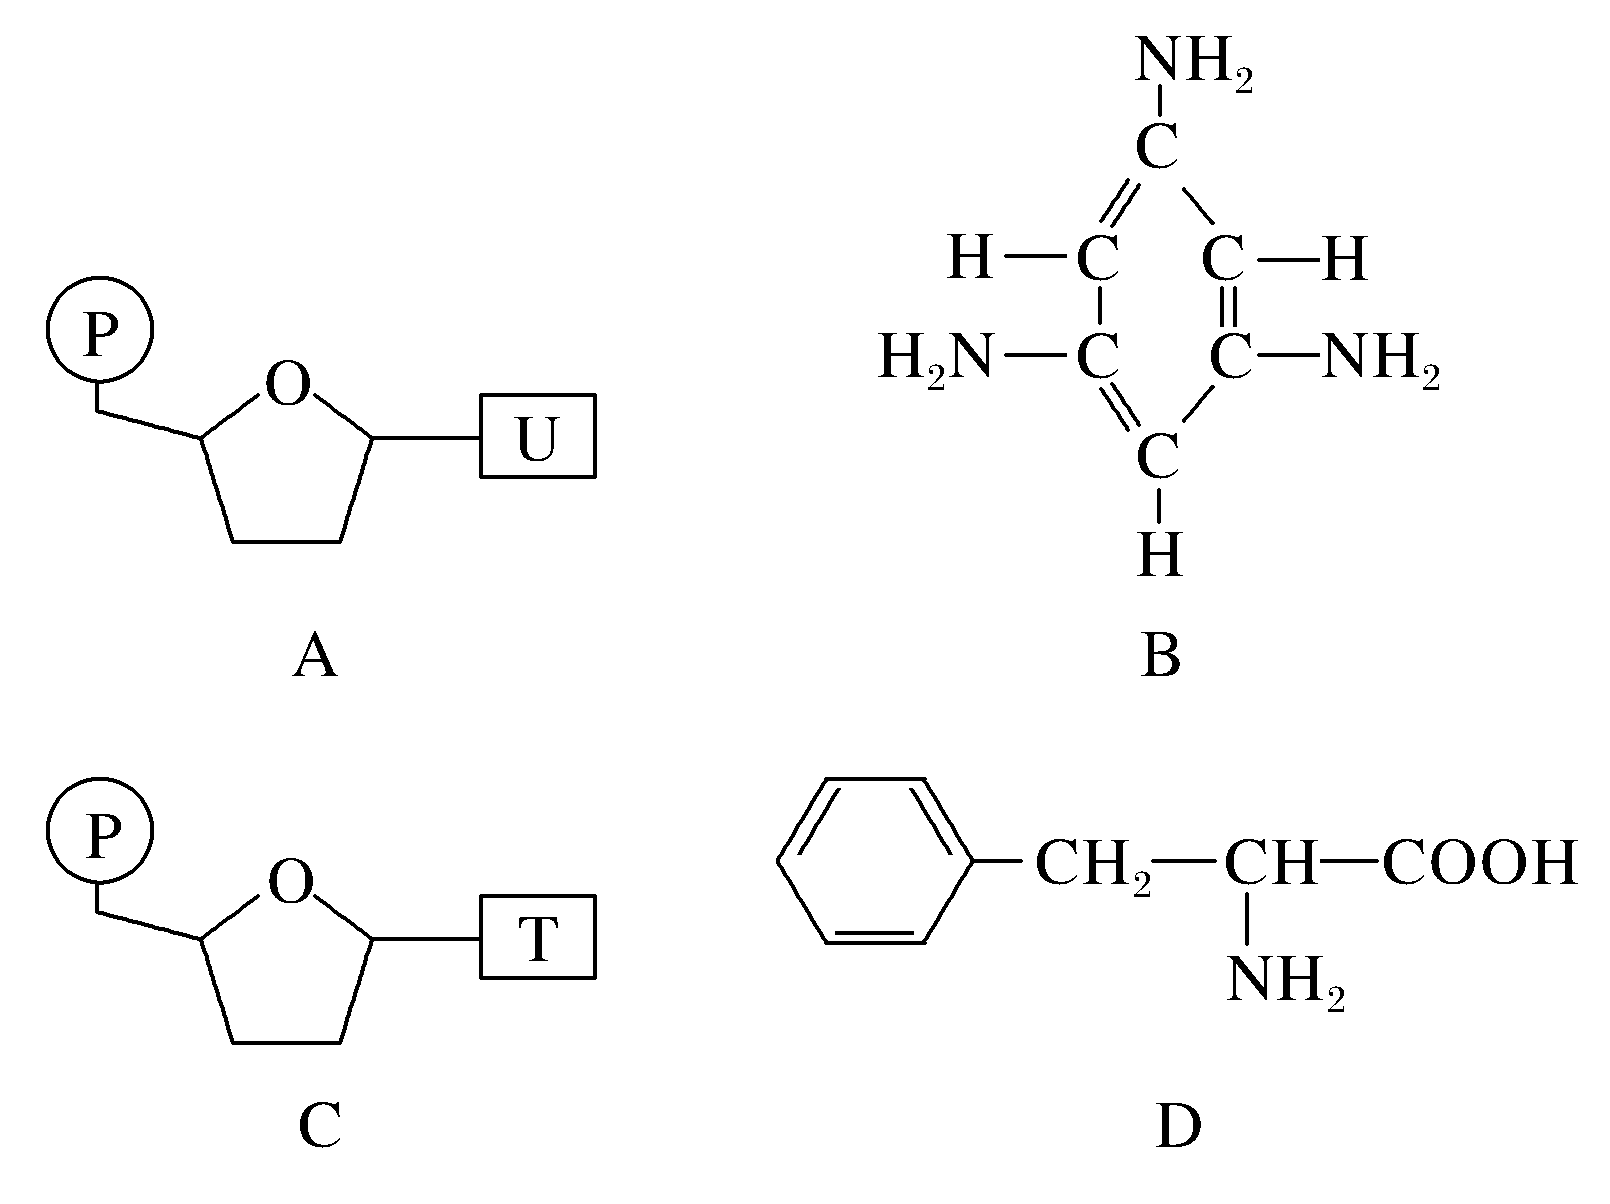 NH₂
C
H C C H
H₂N C C NH₂
C
H
P
O
U
A
B
P
O
T
CH₂ CH COOH
NH₂
C
D